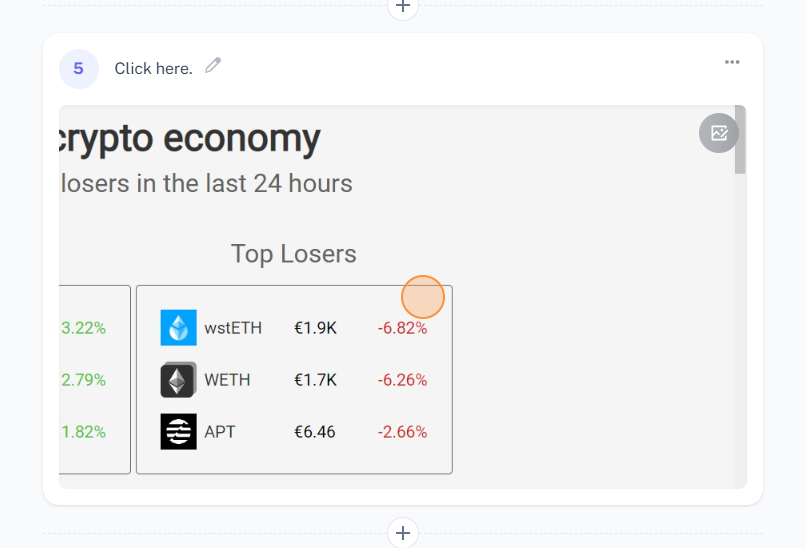 5 Click here.
crypto economy
losers in the last 24 hours
Top Losers
3.22% wstETH €1.9K -6.82%
2.79% WETH €1.7K -6.26%
1.82% APT €6.46 -2.66%